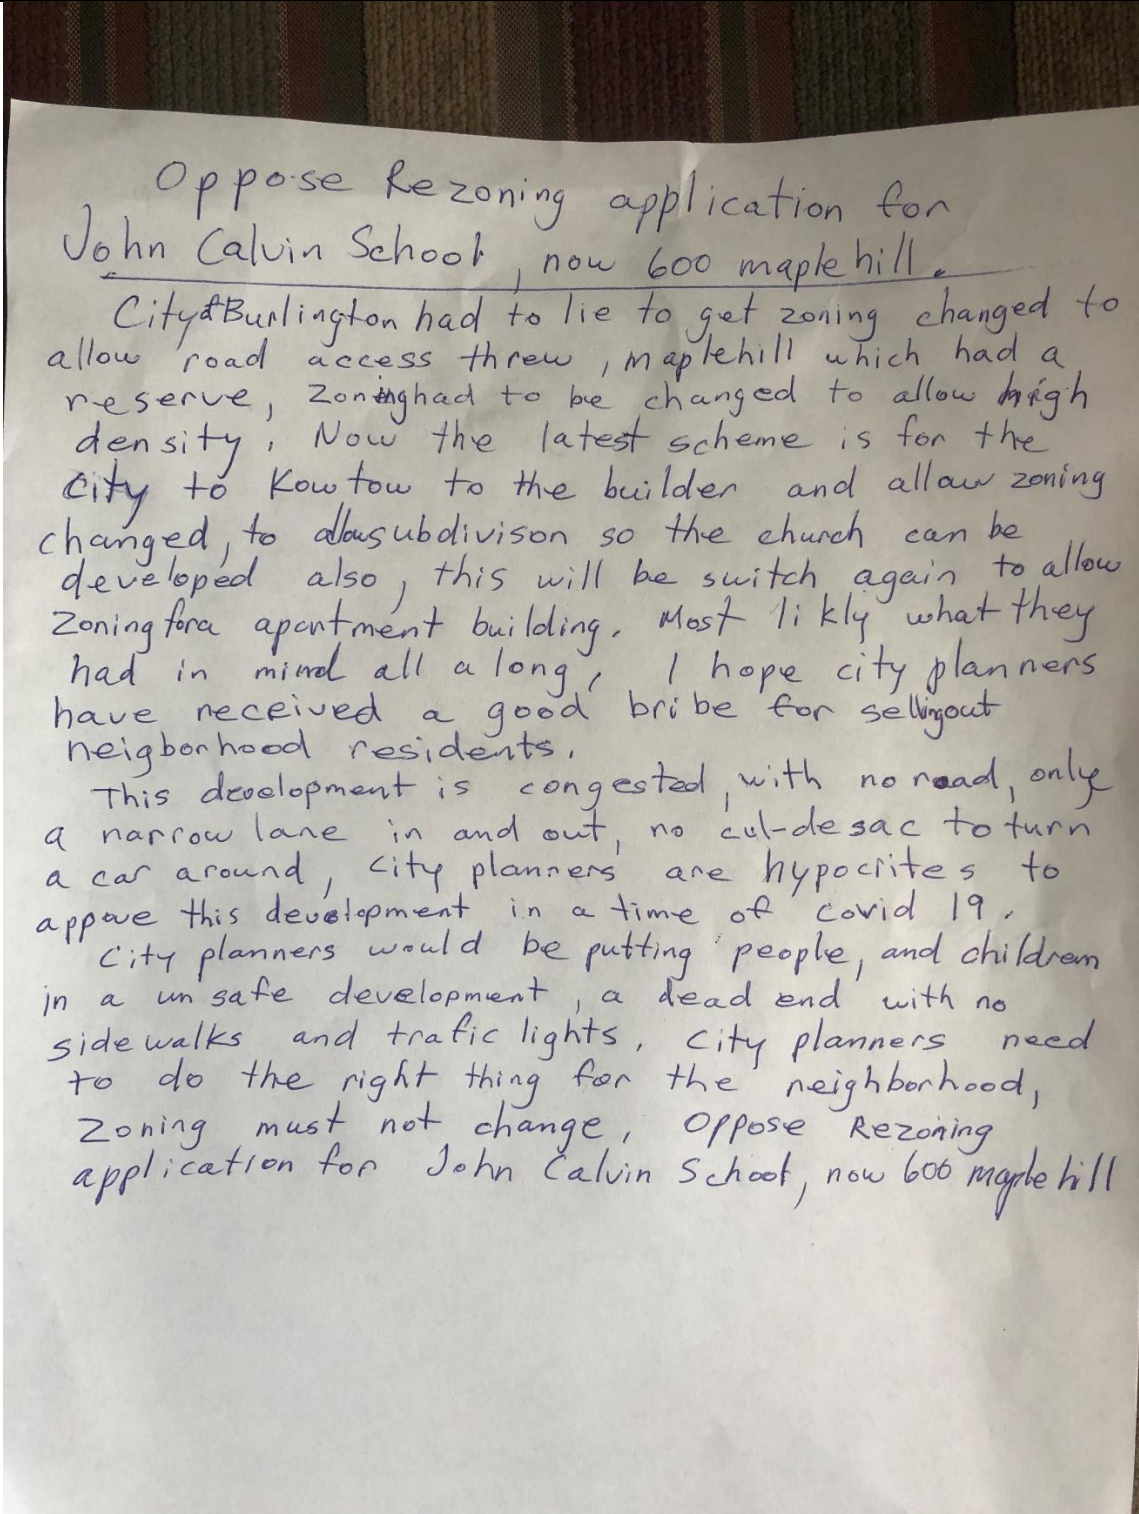 Oppose Rezoning application for
John Calvin School, now 600 maple hill.
City of Burlington had to lie to get zoning changed to
allow road access threw, maplehill which had a
reserve, Zoning had to be changed to allow high
density. Now the latest scheme is for the
City to Kowtow to the builder and allow zoning
changed, to allow subdivison so the church can be
developed also, this will be switch again to allow
Zoning for a apartment building. Most likly what they
had in mind all a long, I hope city planners
have received a good bribe for selling out
neigborhood residents.
This development is congested, with no road, only
a narrow lane in and out, no cul-de sac to turn
a car around, City planners are hypocrites to
appove this development in a time of covid 19.
City planners would be putting people, and children
in a un safe development, a dead end with no
side walks and trafic lights. City planners need
to do the right thing for the neighborhood,
Zoning must not change, Oppose Rezoning
application for John Calvin School, now 600 maple hill